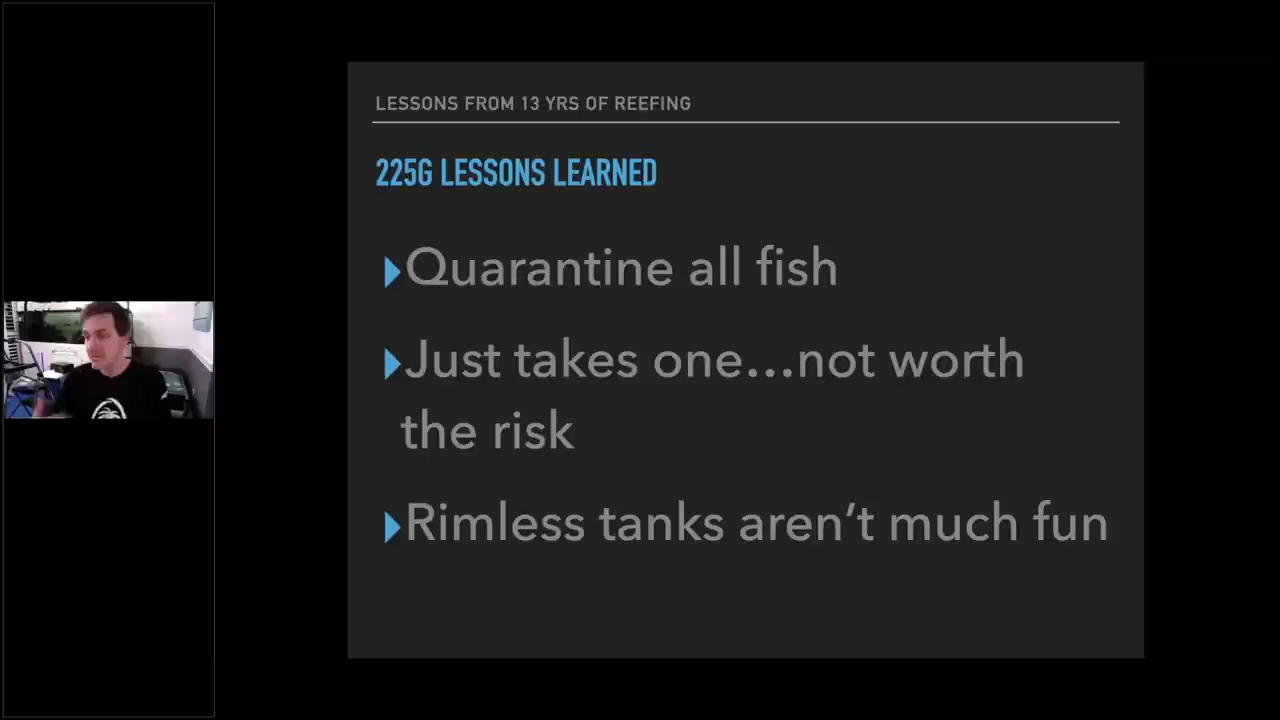 LESSONS FROM 13 YRS OF REEFING
225G LESSONS LEARNED
▸Quarantine all fish
▸Just takes one…not worth
the risk
▸Rimless tanks aren’t much fun